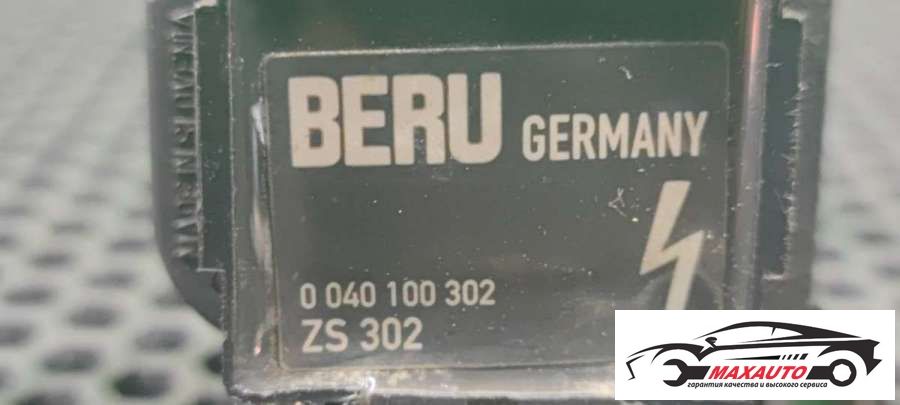 BERU GERMANY
0 040 100 302
ZS 302
MAXAUTO
гарантия качества и высокого сервиса